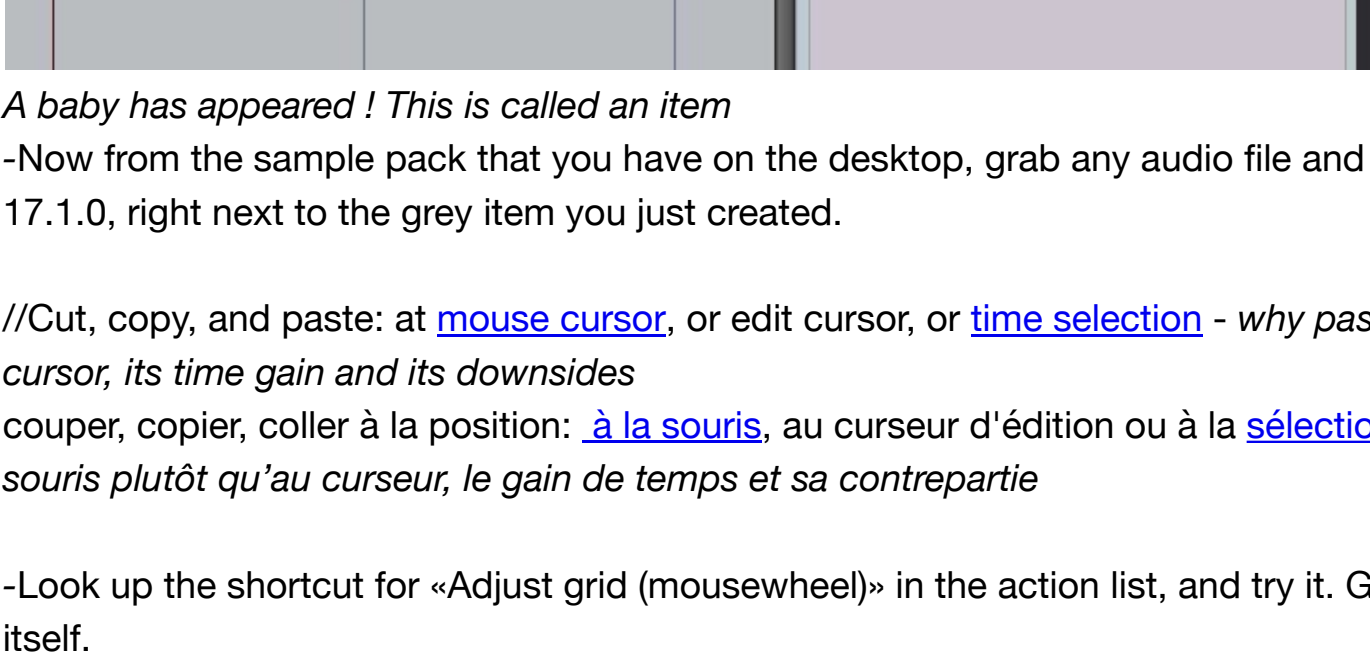 A baby has appeared ! This is called an item
-Now from the sample pack that you have on the desktop, grab any audio file and
17.1.0, right next to the grey item you just created.
//Cut, copy, and paste: at mouse cursor, or edit cursor, or time selection - why
cursor, its time gain and its downsides
couper, copier, coller à la position: à la souris, au curseur d'édition ou à la
souris plutôt qu’au curseur, le gain de temps et sa contrepartie
-Look up the shortcut for «Adjust grid (mousewheel)» in the action list, and try it.
itself.